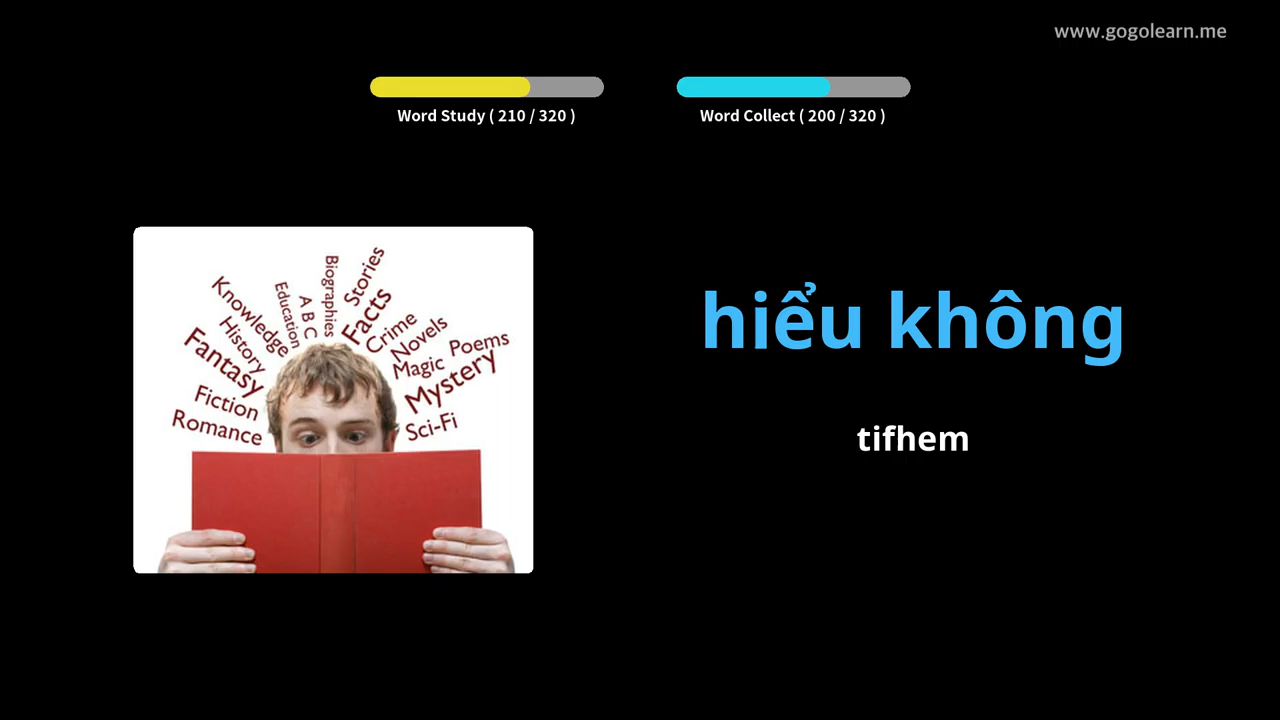 www.gogolearn.me
Word Study ( 210 / 320 )
Word Collect ( 200 / 320 )
Biographies
Stories
Education
A B C
Facts
Knowledge
Crime
History
Novels
Poems
Fantasy
Magic
Mystery
Fiction
Romance
Sci-Fi
hiểu không
tifhem